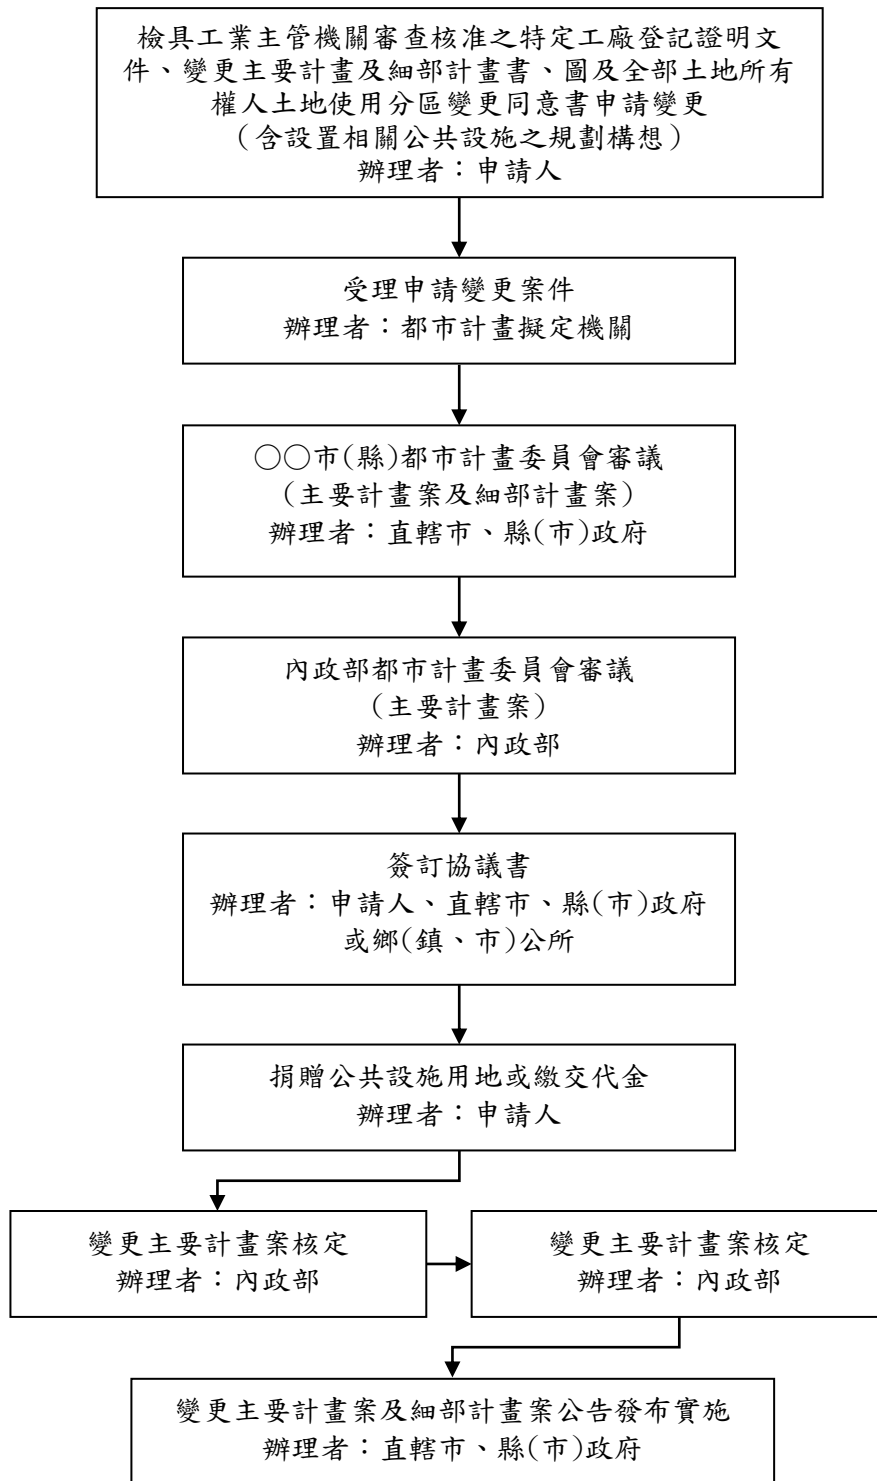 檢具工業主管機關審查核准之特定工廠登記證明文
件、變更主要計畫及細部計畫書、圖及全部土地所有
權人土地使用分區變更同意書申請變更
（含設置相關公共設施之規劃構想）
辦理者：申請人
受理申請變更案件
辦理者：都市計畫擬定機關
○○市(縣)都市計畫委員會審議
(主要計畫案及細部計畫案)
辦理者：直轄市、縣(市)政府
內政部都市計畫委員會審議
(主要計畫案)
辦理者：內政部
簽訂協議書
辦理者：申請人、直轄市、縣(市)政府
或鄉(鎮、市)公所
捐贈公共設施用地或繳交代金
辦理者：申請人
變更主要計畫案核定
辦理者：內政部
變更主要計畫案核定
辦理者：內政部
變更主要計畫案及細部計畫案公告發布實施
辦理者：直轄市、縣(市)政府